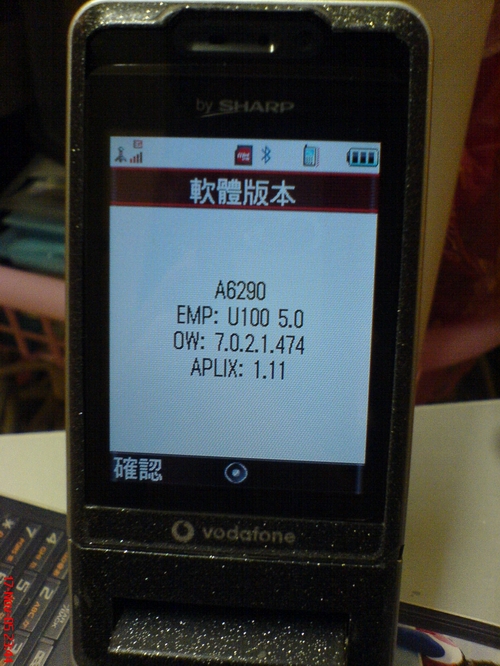 by SHARP
軟體版本
A6290
EMP: U100 5.0
OW: 7.0.2.1.474
APLIX: 1.11
確認
vodafone